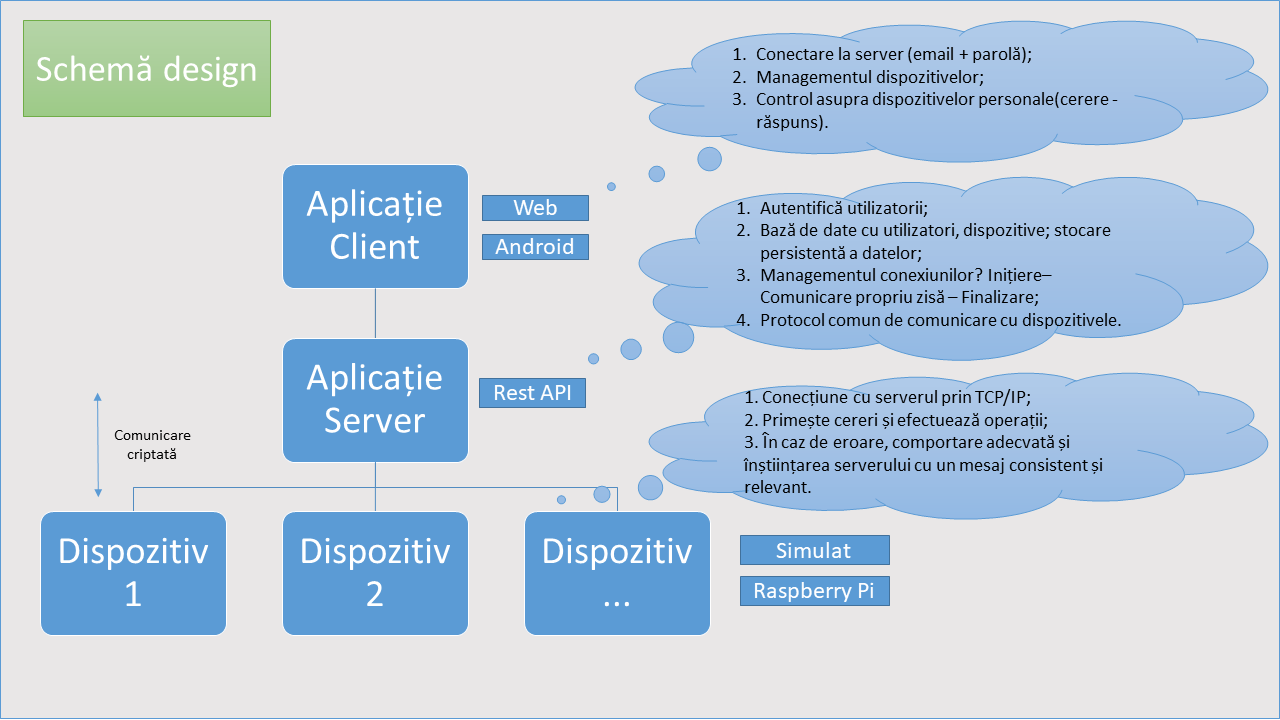 Schemă design
1. Conectare la server (email + parolă);
2. Managementul dispozitivelor;
3. Control asupra dispozitivelor personale(cerere -
răspuns).
Aplicație
Client
Web
Android
1. Autentifică utilizatorii;
2. Bază de date cu utilizatori, dispozitive; stocare
persistentă a datelor;
3. Managementul conexiunilor? Inițiere–
Comunicare propriu zisă – Finalizare;
4. Protocol comun de comunicare cu dispozitivele.
Aplicație
Server
Rest API
1. Conecțiune cu serverul prin TCP/IP;
2. Primește cereri și efectuează operații;
3. În caz de eroare, comportare adecvată și
înștiințarea serverului cu un mesaj consistent și
relevant.
Comunicare
criptată
Dispozitiv
1
Dispozitiv
2
Dispozitiv
...
Simulat
Raspberry Pi